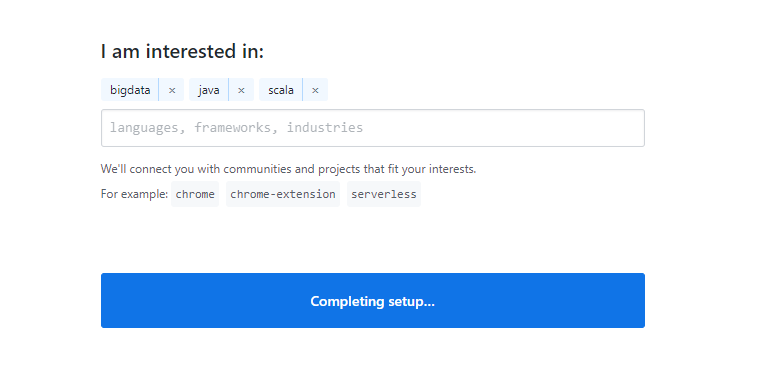 I am interested in:
bigdata × java × scala ×
languages, frameworks, industries
We'll connect you with communities and projects that fit your interests.
For example: chrome chrome-extension serverless
Completing setup...